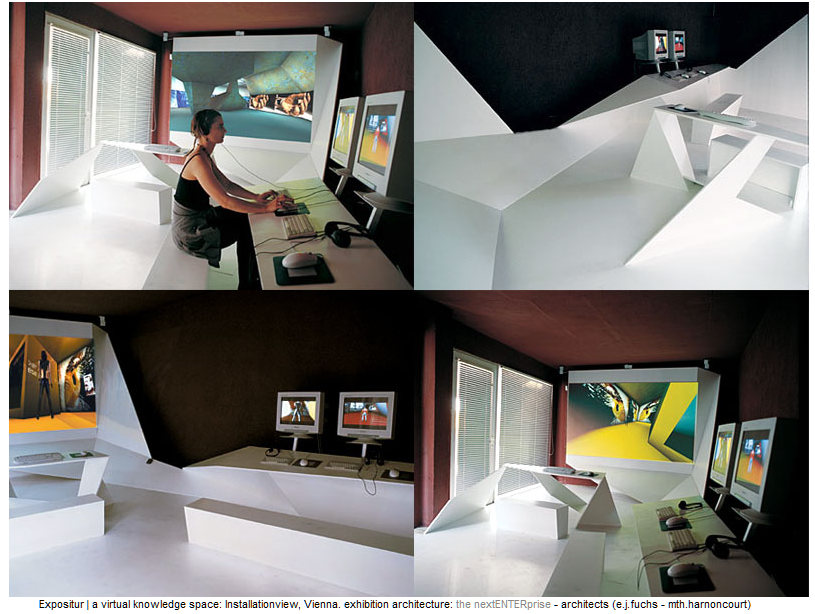 Expositur | a virtual knowledge space: Installationview, Vienna. exhibition architecture: the nextENTERprise - architects (e.j.fuchs - mth.harnoncourt)